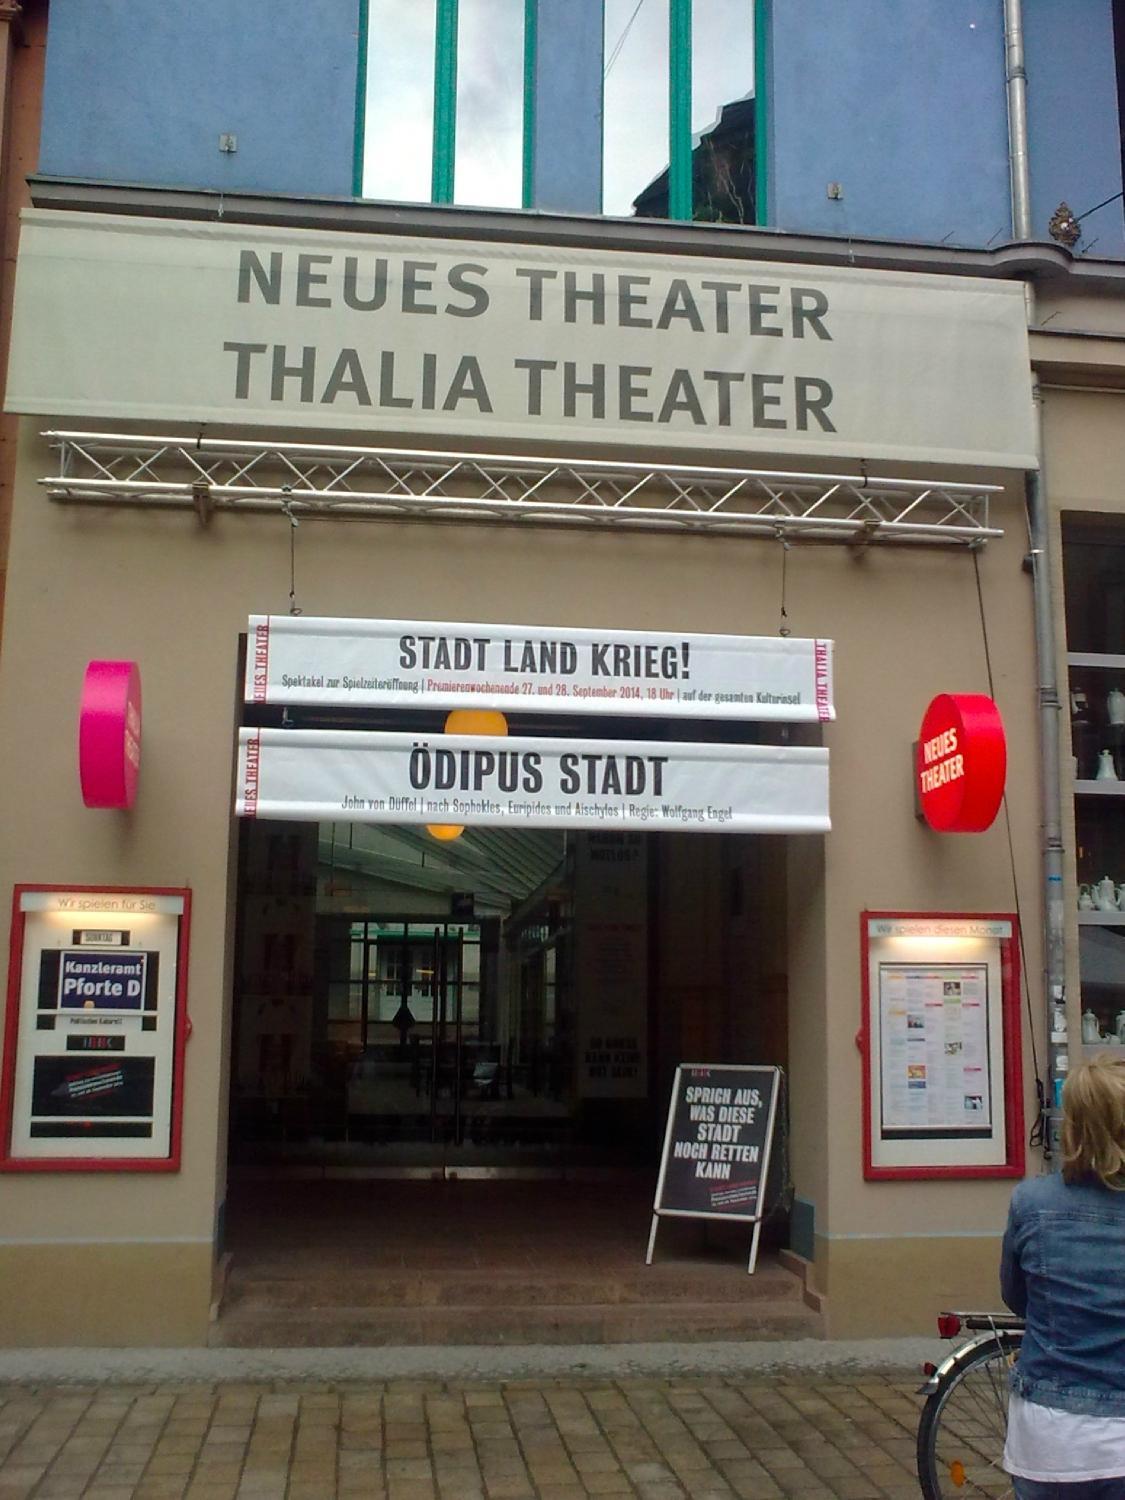 NEUES THEATER
THALIA THEATER
NEUES THEATER
STADT LAND KRIEG!
THALIA THEATER
Spektakel zur Spielzeiteröffnung | Premierenwochenende 27. und 28. September 2014, 18 Uhr | auf der gesamten Kulturinsel
NEUES THEATER
ÖDIPUS STADT
John von Düffel | nach Sophokles, Euripides und Aischylos | Regie: Wolfgang Engel
NEUES
THEATER
Wir spielen für Sie
SONNTAG
Kanzleramt
Pforte D
Politisches Kabarett
Wir spielen diesen Monat
SPRICH AUS,
WAS DIESE
STADT
NOCH RETTEN
KANN